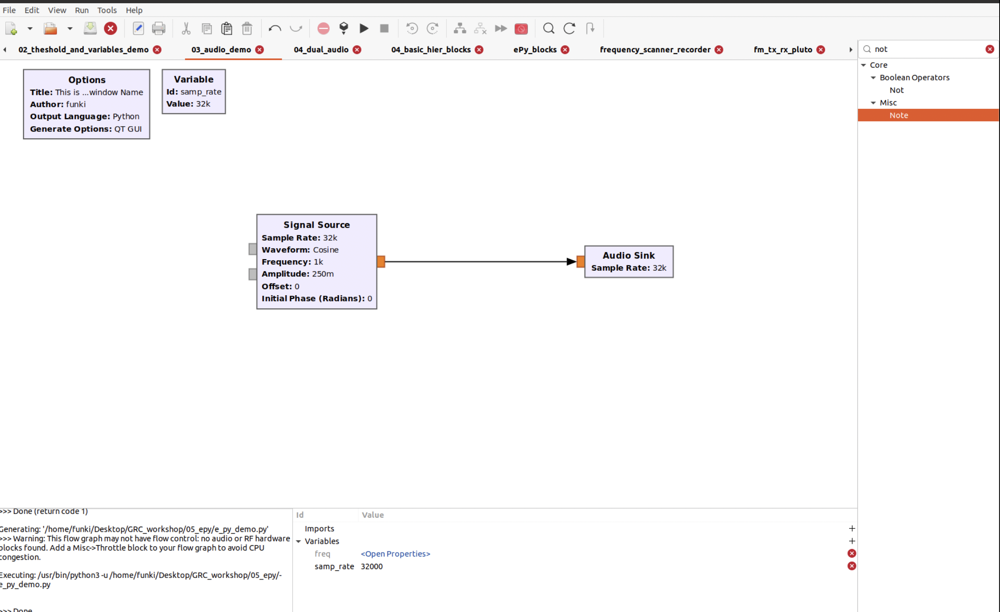 File Edit View Run Tools Help
02_theshold_and_variables_demo 03_audio_demo 04_dual_audio 04_basic_hier_blocks ePy_blocks frequency_scanner_recorder fm_tx_rx_pluto
not
Core
Boolean Operators
Not
Misc
Note
Options
Title: This is ...window Name
Author: funki
Output Language: Python
Generate Options: QT GUI
Variable
Id: samp_rate
Value: 32k
Signal Source
Sample Rate: 32k
Waveform: Cosine
Frequency: 1k
Amplitude: 250m
Offset: 0
Initial Phase (Radians): 0
Audio Sink
Sample Rate: 32k
>>> Done (return code 1)
Generating: '/home/funki/Desktop/GRC_workshop/05_epy/e_py_demo.py'
>>> Warning: This flow graph may not have flow control: no audio or RF hardware
blocks found. Add a Misc->Throttle block to your flow graph to avoid CPU
congestion.
Executing: /usr/bin/python3 -u /home/funki/Desktop/GRC_workshop/05_epy/-
e_py_demo.py
>>> Done
Id Value
Imports
Variables
freq <Open Properties>
samp_rate 32000